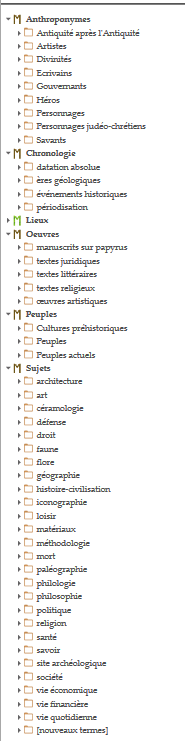 Anthroponymes
Antiquité après l'Antiquité
Artistes
Divinités
Ecrivains
Gouvernants
Héros
Personnages
Personnages judéo-chrétiens
Savants
Chronologie
datation absolue
ères géologiques
événements historiques
périodisation
Lieux
Oeuvres
manuscrits sur papyrus
textes juridiques
textes littéraires
textes religieux
œuvres artistiques
Peuples
Cultures préhistoriques
Peuples
Peuples actuels
Sujets
architecture
art
céramologie
défense
droit
faune
flore
géographie
histoire-civilisation
iconographie
loisir
matériaux
méthodologie
mort
paléographie
philologie
philosophie
politique
religion
santé
savoir
site archéologique
société
vie économique
vie financière
vie quotidienne
[nouveaux termes]